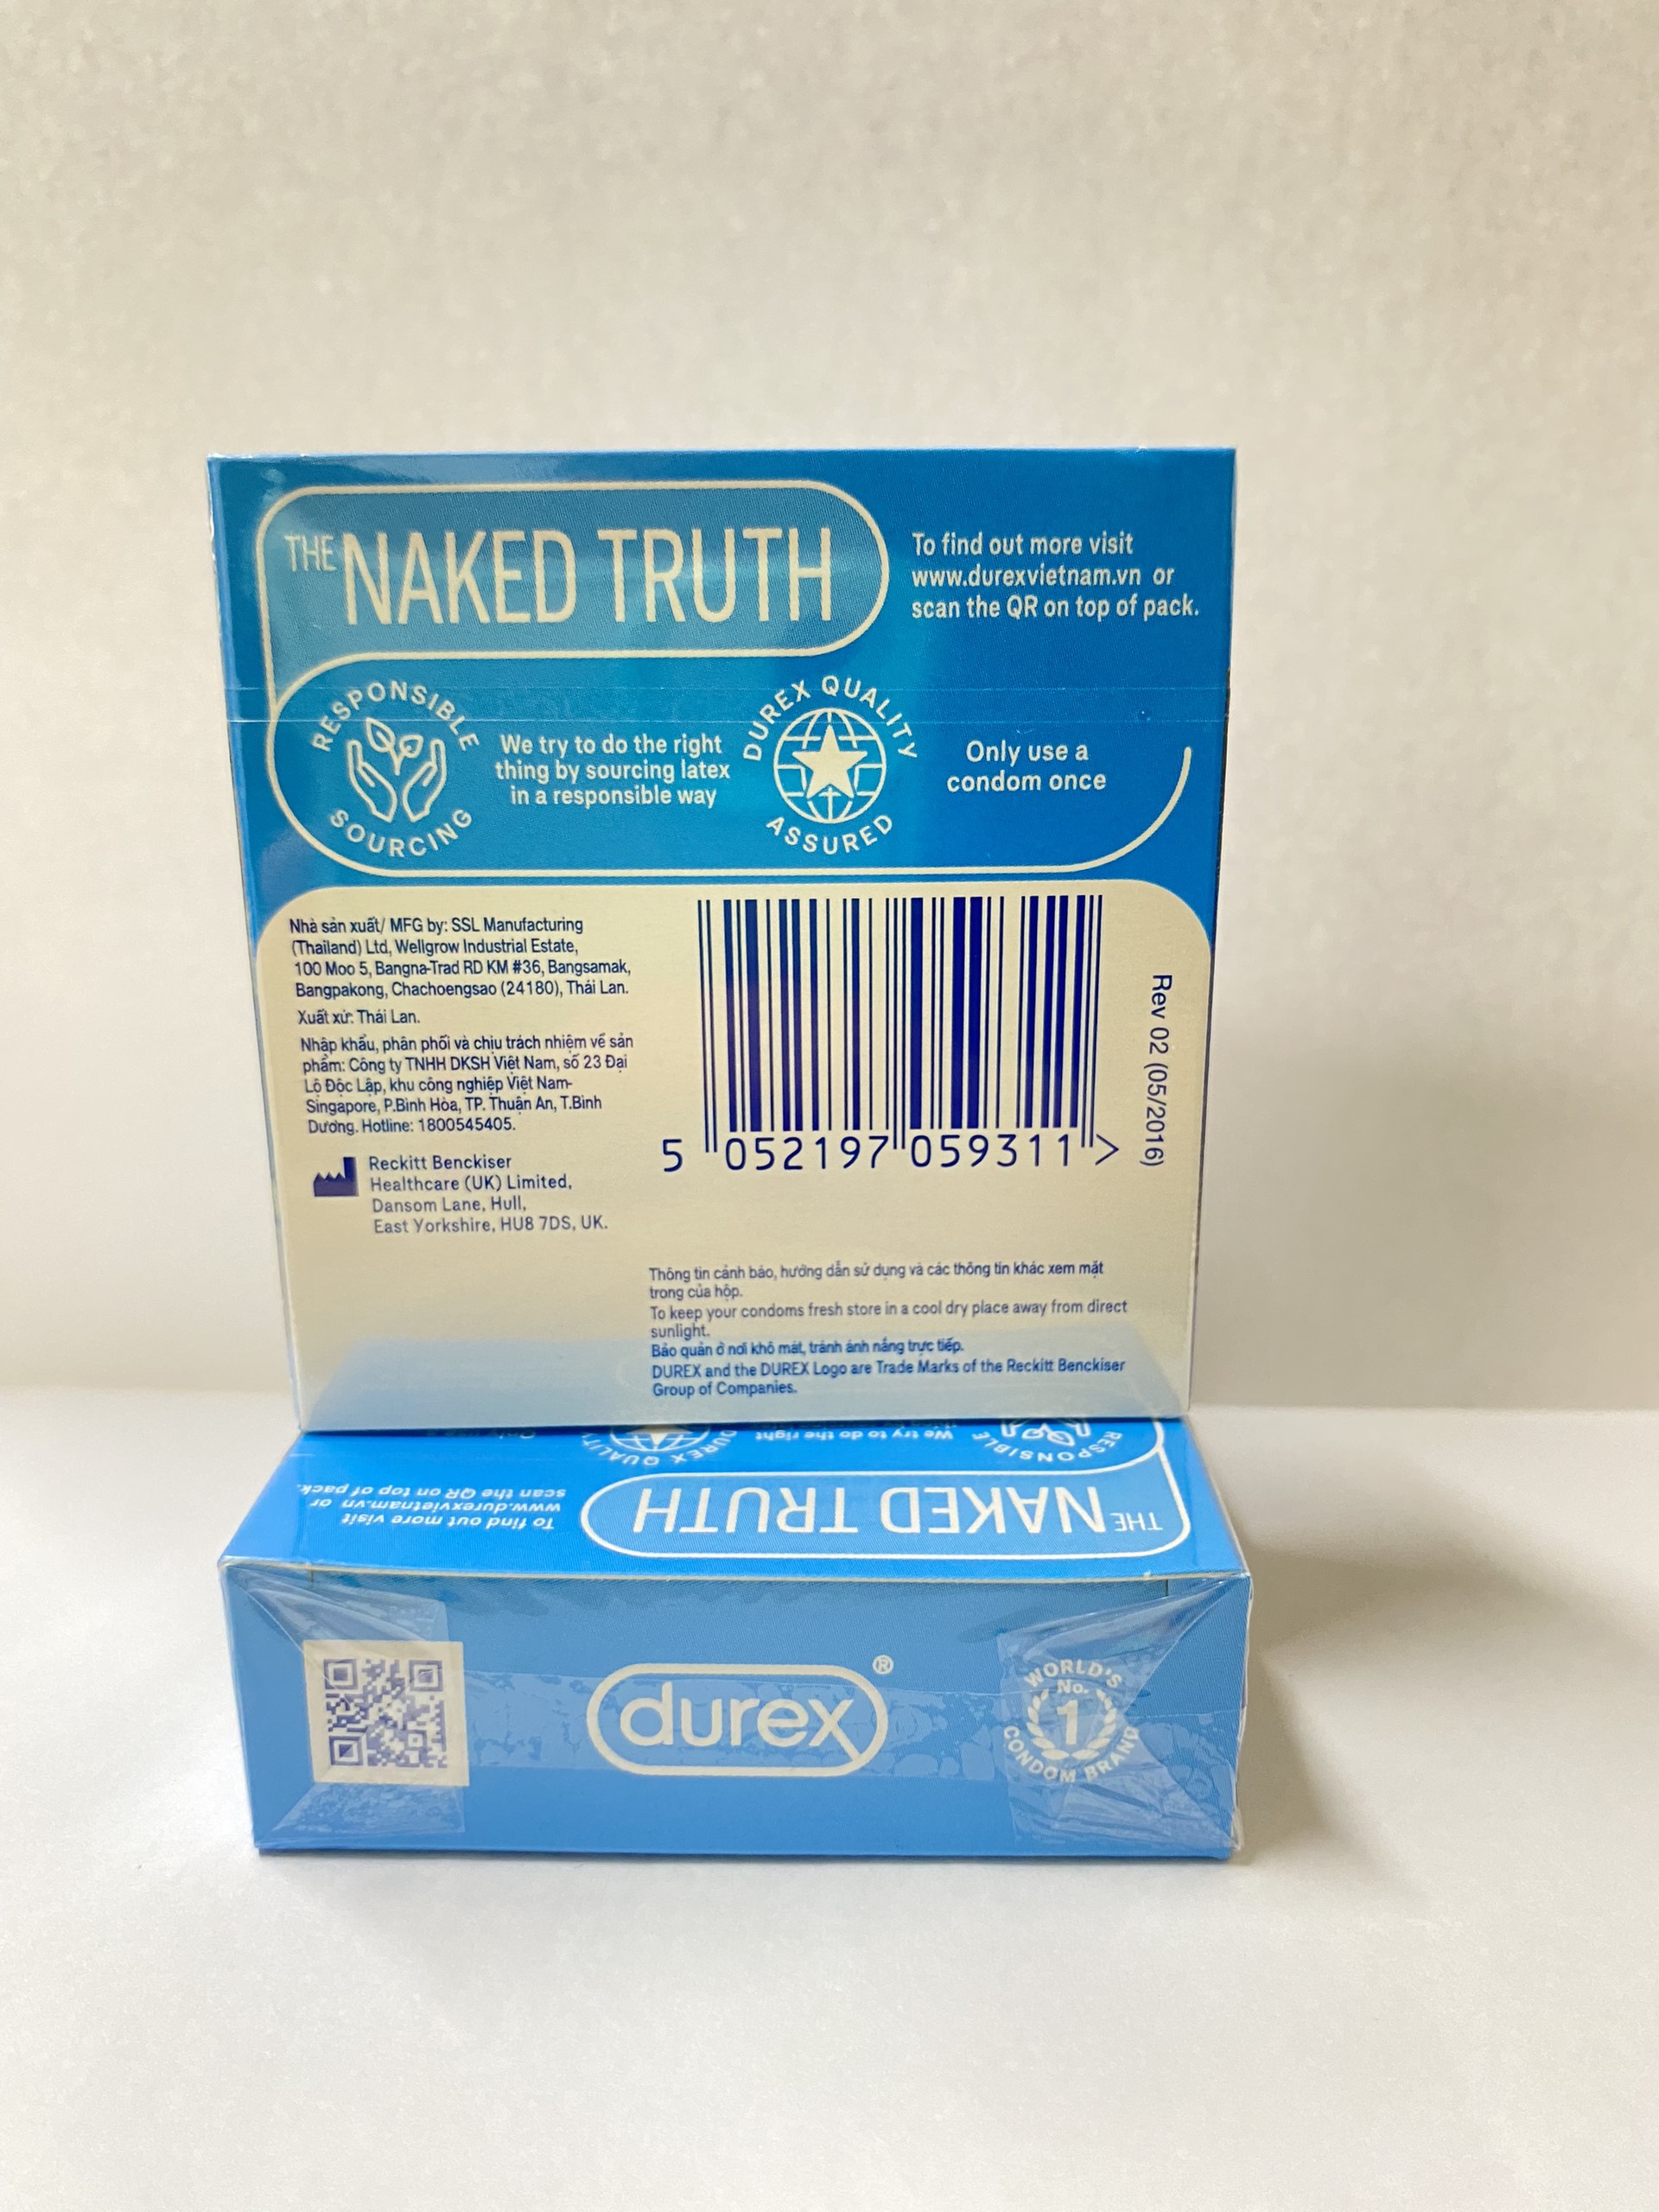 THE NAKED TRUTH
To find out more visit
www.durexvietnam.vn or
scan the QR on top of pack.
RESPONSIBLE
SOURCING
We try to do the right
thing by sourcing latex
in a responsible way
DUREX QUALITY
ASSURED
Only use a
condom once
Nhà sản xuất/ MFG by: SSL Manufacturing
(Thailand) Ltd, Wellgrow Industrial Estate,
100 Moo 5, Bangna-Trad RD KM #36, Bangsamak,
Bangpakong, Chachoengsao (24180), Thái Lan.
Xuất xứ: Thái Lan.
Nhập khẩu, phân phối và chịu trách nhiệm về sản
phẩm: Công ty TNHH DKSH Việt Nam, số 23 Đại
Lộ Độc Lập, khu công nghiệp Việt Nam-
Singapore, P.Bình Hòa, TP. Thuận An, T.Bình
Dương. Hotline: 1800545405.
Reckitt Benckiser
Healthcare (UK) Limited,
Dansom Lane, Hull,
East Yorkshire, HU8 7DS, UK.
5 052197 059311 >
Rev 02 (05/2016)
Thông tin cảnh báo, hướng dẫn sử dụng và các thông tin khác xem mặt
trong của hộp.
To keep your condoms fresh store in a cool dry place away from direct
sunlight.
Bảo quản ở nơi khô mát, tránh ánh nắng trực tiếp.
DUREX and the DUREX Logo are Trade Marks of the Reckitt Benckiser
Group of Companies.
RESPONSIBLE
We try to do the right
DUREX QUALITY
THE NAKED TRUTH
To find out more visit
www.durexvietnam.vn or
scan the QR on top of pack.
durex®
WORLD'S
No.
1
CONDOM BRAND